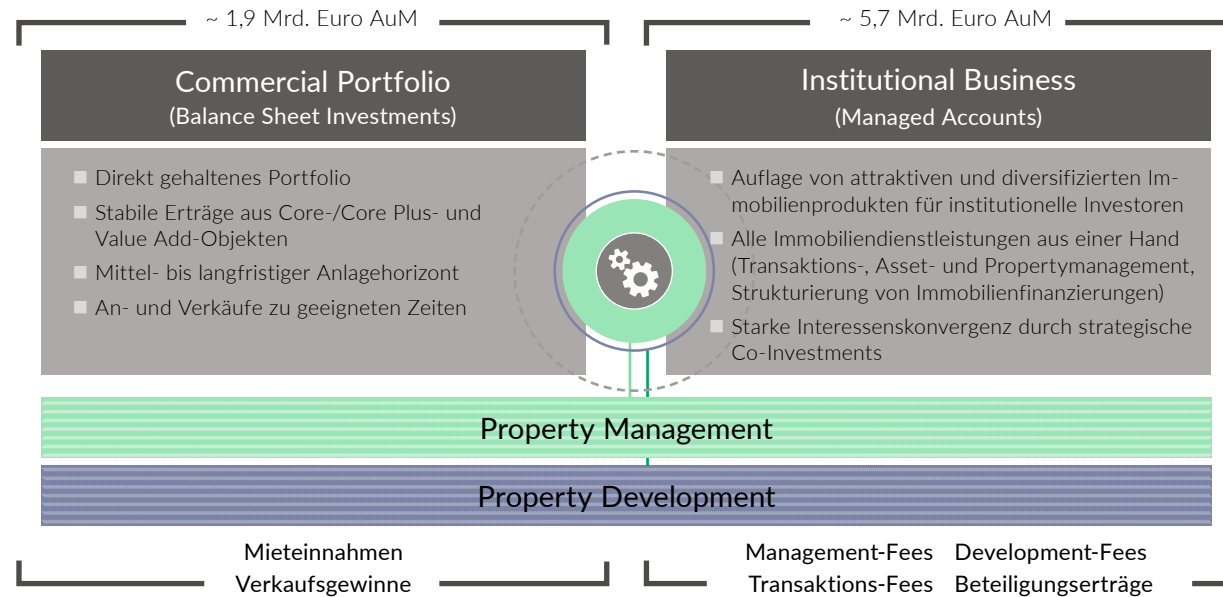 ~ 1,9 Mrd. Euro AuM
Commercial Portfolio
(Balance Sheet Investments)
Direkt gehaltenes Portfolio
Stabile Erträge aus Core-/Core Plus- und
Value Add-Objekten
Mittel- bis langfristiger Anlagehorizont
An- und Verkäufe zu geeigneten Zeiten
~ 5,7 Mrd. Euro AuM
Institutional Business
(Managed Accounts)
Auflage von attraktiven und diversifizierten Im-
mobilienprodukten für institutionelle Investoren
Alle Immobiliendienstleistungen aus einer Hand
(Transaktions-, Asset- und Propertymanagement,
Strukturierung von Immobilienfinanzierungen)
Starke Interessenskonvergenz durch strategische
Co-Investments
Property Management
Property Development
Mieteinnahmen
Verkaufsgewinne
Management-Fees Development-Fees
Transaktions-Fees Beteiligungserträge